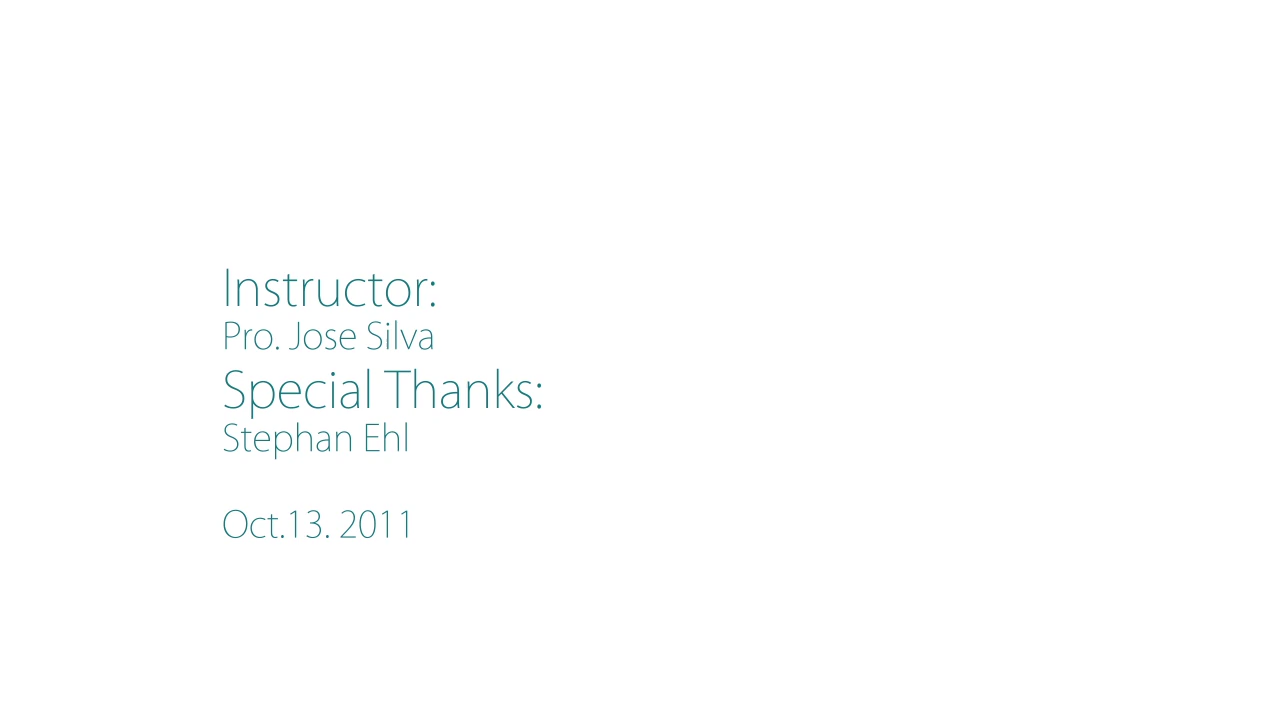 Instructor:
Pro. Jose Silva
Special Thanks:
Stephan Ehl
Oct.13. 2011